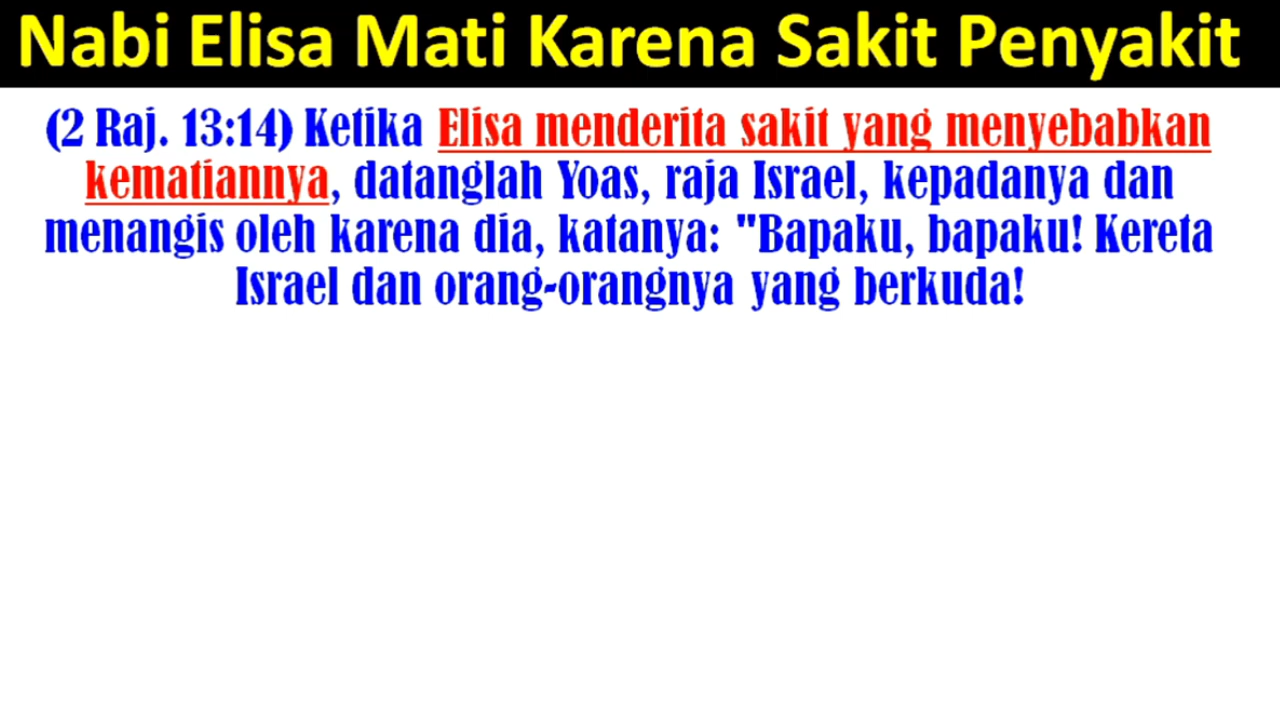 Nabi Elisa Mati Karena Sakit Penyakit
(2 Raj. 13:14) Ketika Elisa menderita sakit yang menyebabkan
kematiannya, datanglah Yoas, raja Israel, kepadanya dan
menangis oleh karena dia, katanya: "Bapaku, bapaku! Kereta
Israel dan orang-orangnya yang berkuda!